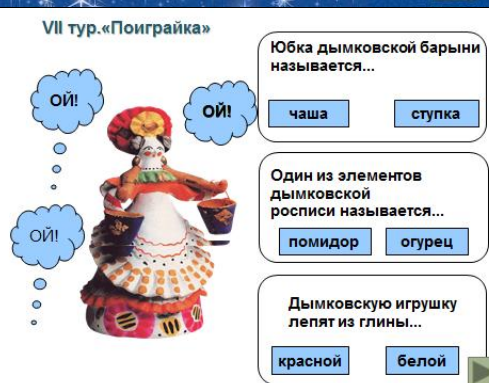 VII тур.«Поиграйка»
ОЙ!
ОЙ!
ОЙ!
Юбка дымковской барыни
называется...
чаша ступка
Один из элементов
дымковской
росписи называется...
помидор огурец
Дымковскую игрушку
лепят из глины...
красной белой